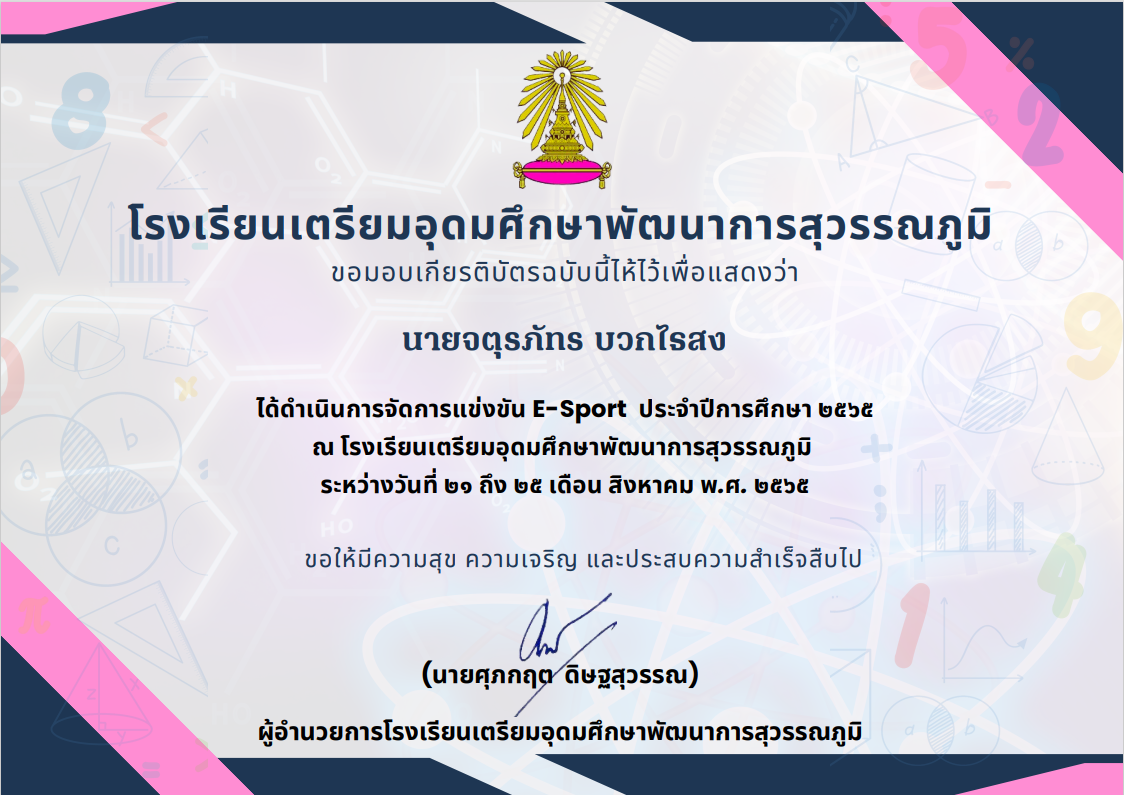 โรงเรียนเตรียมอุดมศึกษาพัฒนาการสุวรรณภูมิ
ขอมอบเกียรติบัตรฉบับนี้ไห้ไว้เพื่อแสดงว่า
นายจตุรภัทร บวกไธสง
ได้ดำเนินการจัดการแข่งขัน E-Sport ประจำปีการศึกษา ๒๕๖๕
ณ โรงเรียนเตรียมอุดมศึกษาพัฒนาการสุวรรณภูมิ
ระหว่างวันที่ ๒๑ ถึง ๒๕ เดือน สิงหาคม พ.ศ. ๒๕๖๕
ขอให้มีความสุข ความเจริญ และประสบความสำเร็จสืบไป
(นายศุภกฤต ดิษฐสุวรรณ)
ผู้อำนวยการโรงเรียนเตรียมอุดมศึกษาพัฒนาการสุวรรณภูมิ